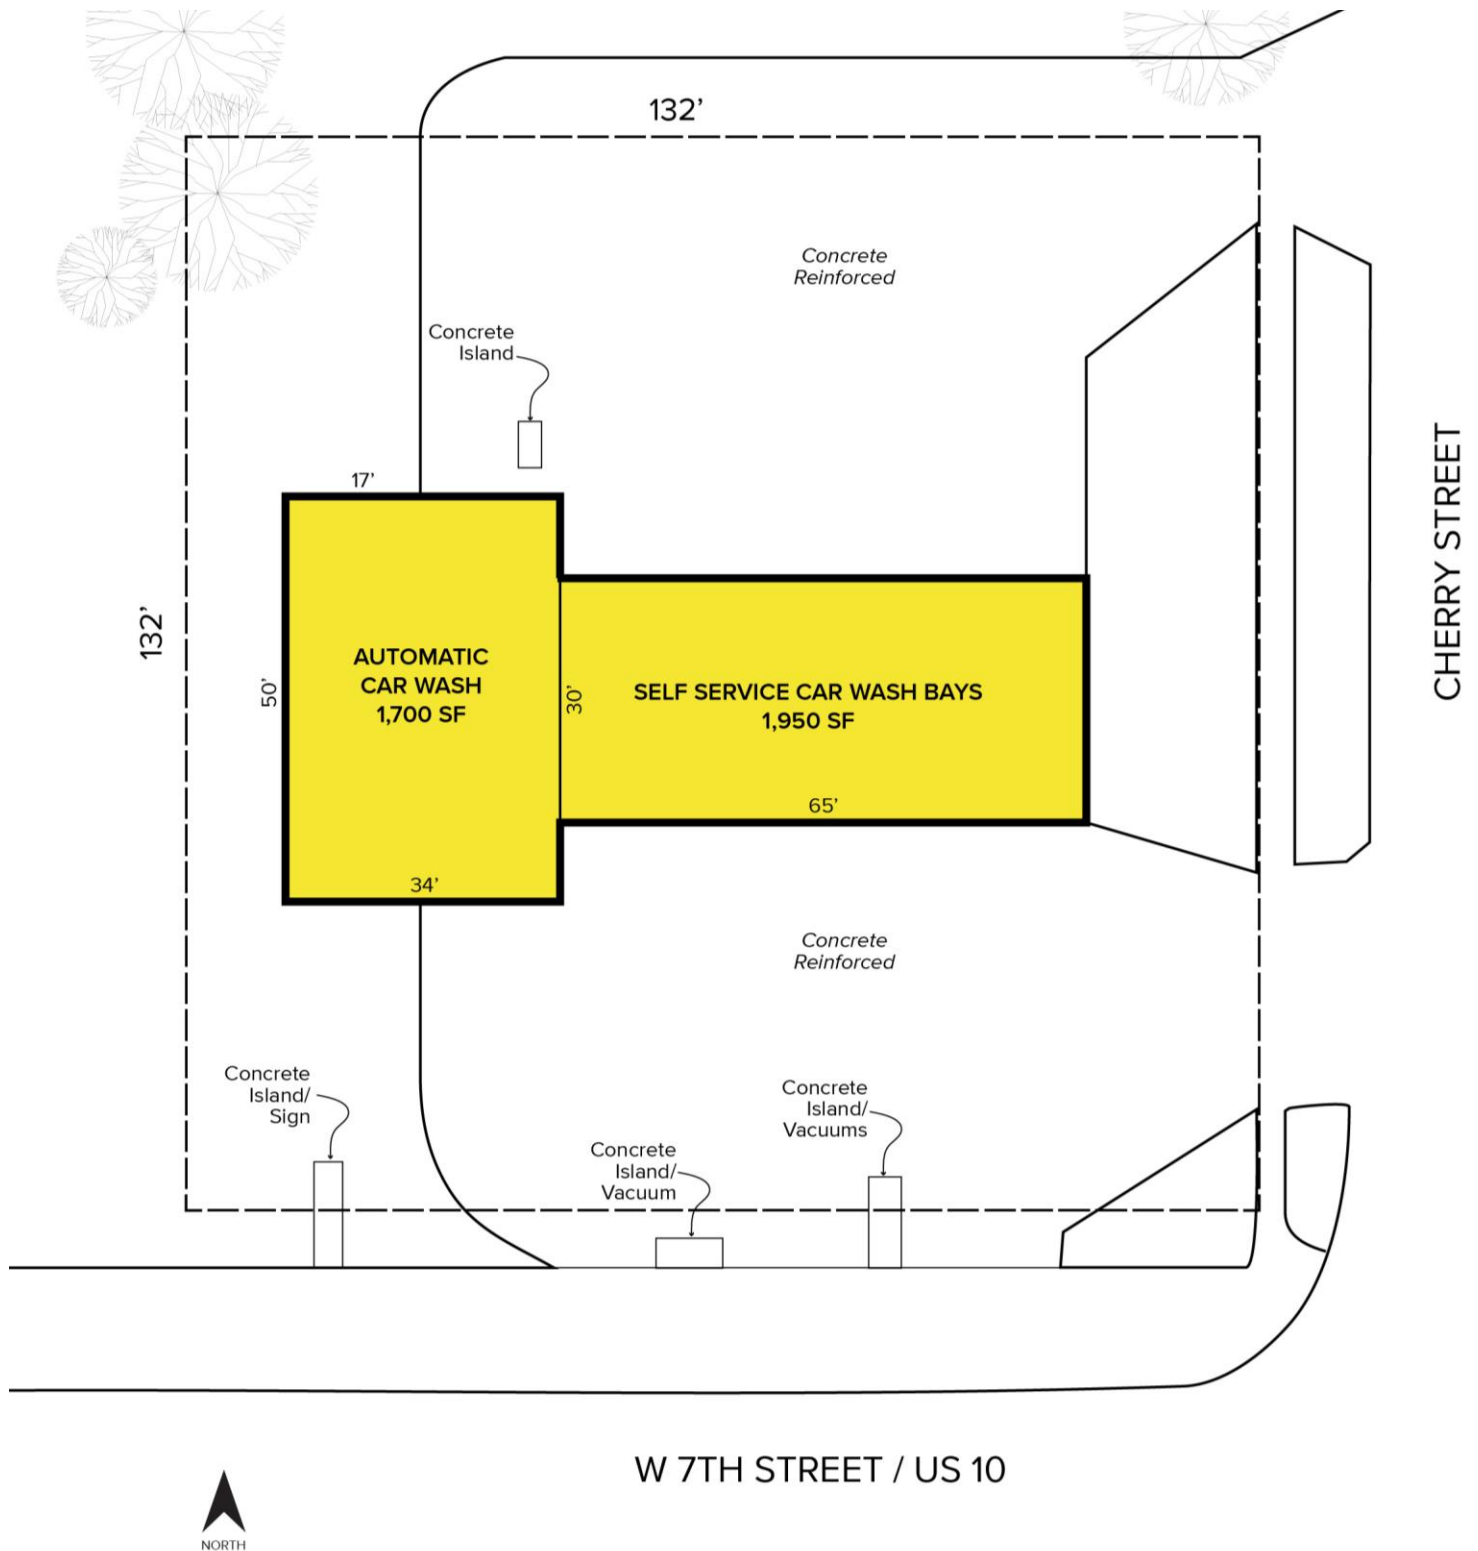 132’
Concrete
Reinforced
Concrete
Island
17’
132’
50’
AUTOMATIC
CAR WASH
1,700 SF
30’
SELF SERVICE CAR WASH BAYS
1,950 SF
65’
34’
CHERRY STREET
Concrete
Reinforced
Concrete
Island/
Sign
Concrete
Island/
Vacuum
Concrete
Island/
Vacuums
W 7TH STREET / US 10
NORTH